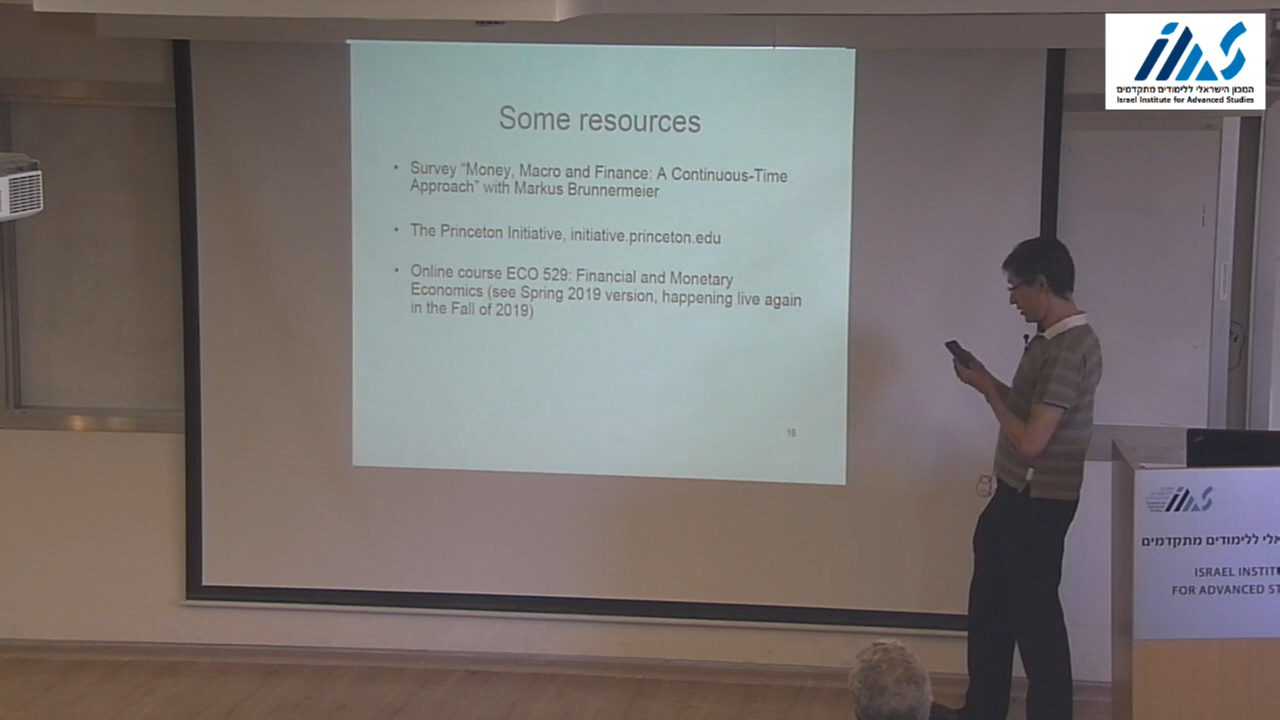 Some resources
• Survey “Money, Macro and Finance: A Continuous-Time
Approach” with Markus Brunnermeier
• The Princeton Initiative, initiative.princeton.edu
• Online course ECO 529: Financial and Monetary
Economics (see Spring 2019 version, happening live again
in the Fall of 2019)
16
המכון הישראלי ללימודים מתקדמים
Israel Institute for Advanced Studies
אלי ללימודים מתקדמים
ISRAEL INSTIT
FOR ADVANCED ST